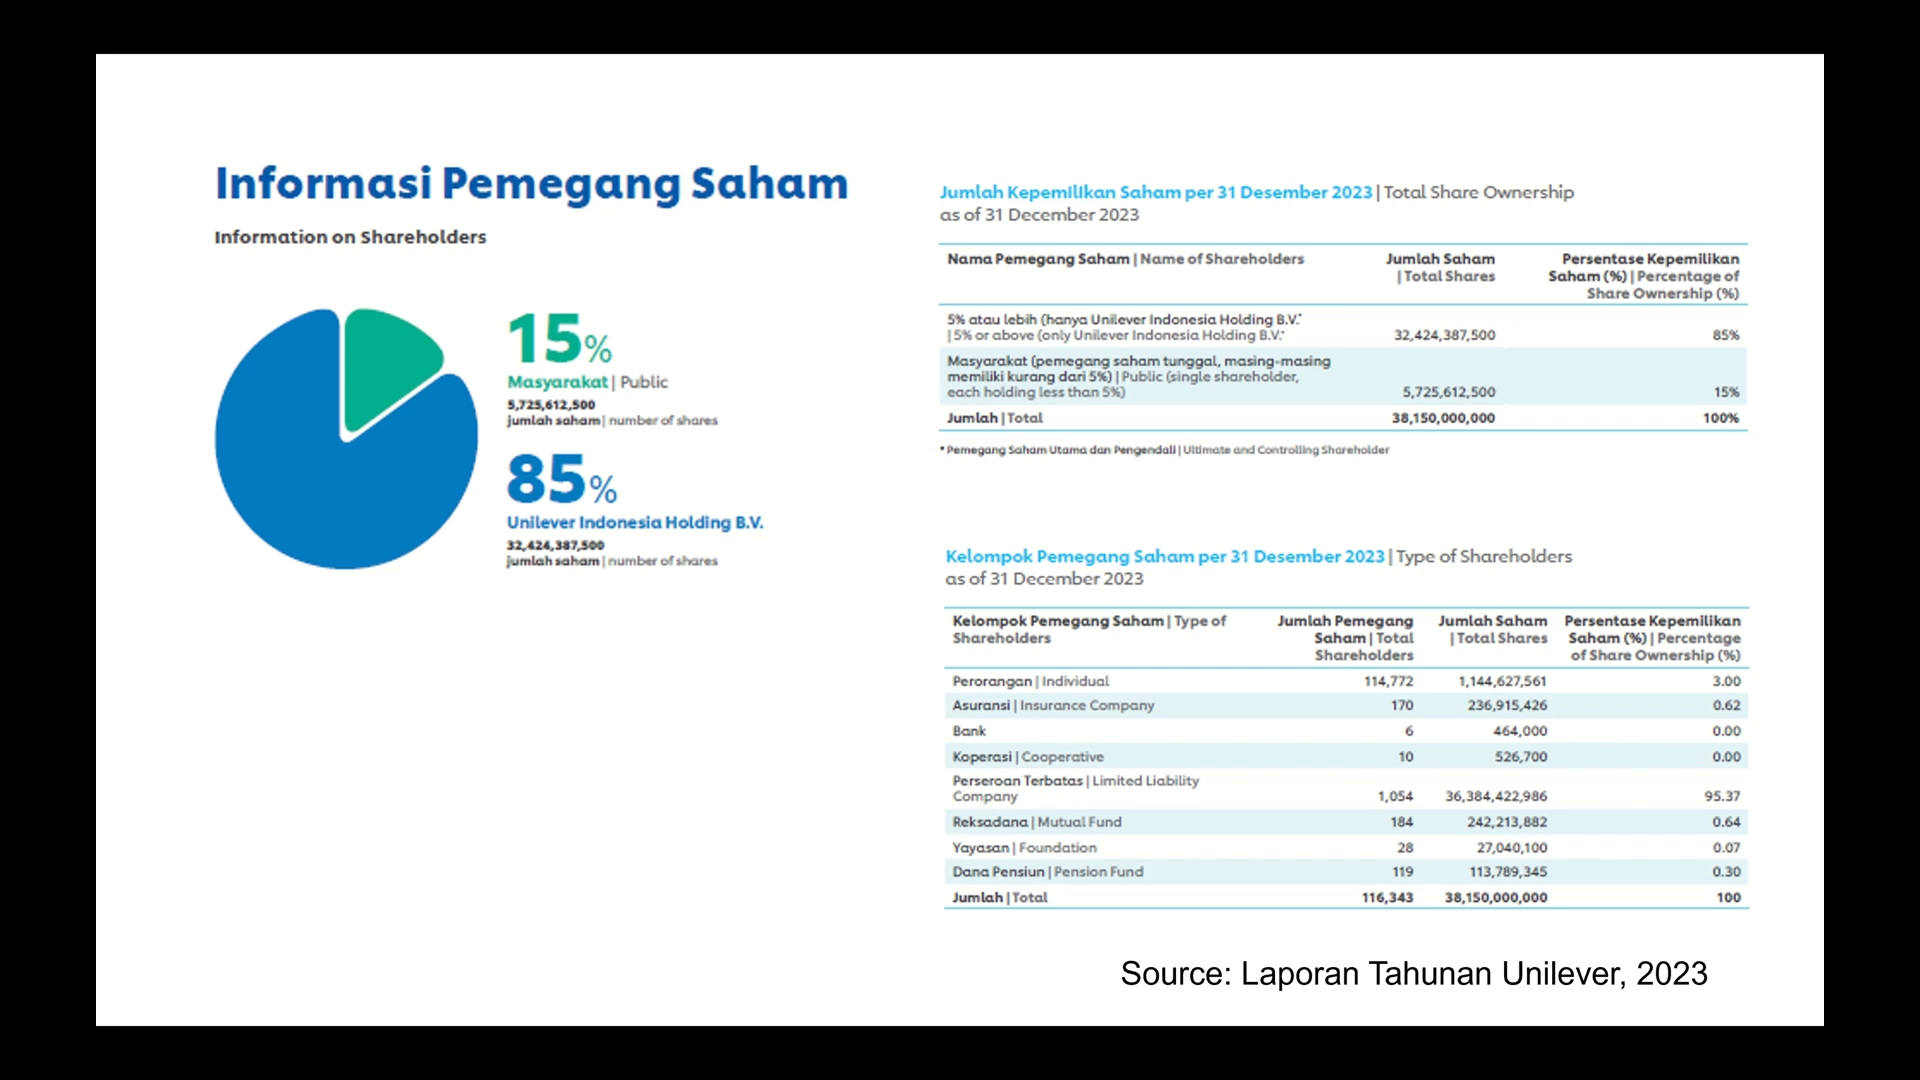 Informasi Pemegang Saham
Information on Shareholders
15%
Masyarakat | Public
5,725,612,500
jumlah saham | number of shares
85%
Unilever Indonesia Holding B.V.
32,424,387,500
jumlah saham | number of shares
Jumlah KepemIlIkan Saham per 31 Desember 2023 | Total Share Ownership
as of 31 December 2023
Nama Pemegang Saham | Name of Shareholders Jumlah Saham Persentase Kepemilikan
| Total Shares Saham (%) | Percentage of
Share Ownership (%)
5% atau lebih (hanya Unilever Indonesia Holding B.V.*
| 5% or above (only Unilever Indonesia Holding B.V.* 32,424,387,500 85%
Masyarakat (pemegang saham tunggal, masing-masing
memiliki kurang dari 5%) | Public (single shareholder,
each holding less than 5%) 5,725,612,500 15%
Jumlah | Total 38,150,000,000 100%
* Pemegang Saham Utama dan Pengendali | Ultimate and Controlling Shareholder
Kelompok Pemegang Saham per 31 Desember 2023 | Type of Shareholders
as of 31 December 2023
Kelompok Pemegang Saham | Type of Jumlah Pemegang Jumlah Saham Persentase Kepemilikan
Shareholders Saham | Total | Total Shares Saham (%) | Percentage
Shareholders of Share Ownership (%)
Perorangan | Individual 114,772 1,144,627,561 3.00
Asuransi | Insurance Company 170 236,915,426 0.62
Bank 6 464,000 0.00
Koperasi | Cooperative 10 526,700 0.00
Perseroan Terbatas | Limited Liability
Company 1,054 36,384,422,986 95.37
Reksadana | Mutual Fund 184 242,213,882 0.64
Yayasan | Foundation 28 27,040,100 0.07
Dana Pensiun | Pension Fund 119 113,789,345 0.30
Jumlah | Total 116,343 38,150,000,000 100
Source: Laporan Tahunan Unilever, 2023